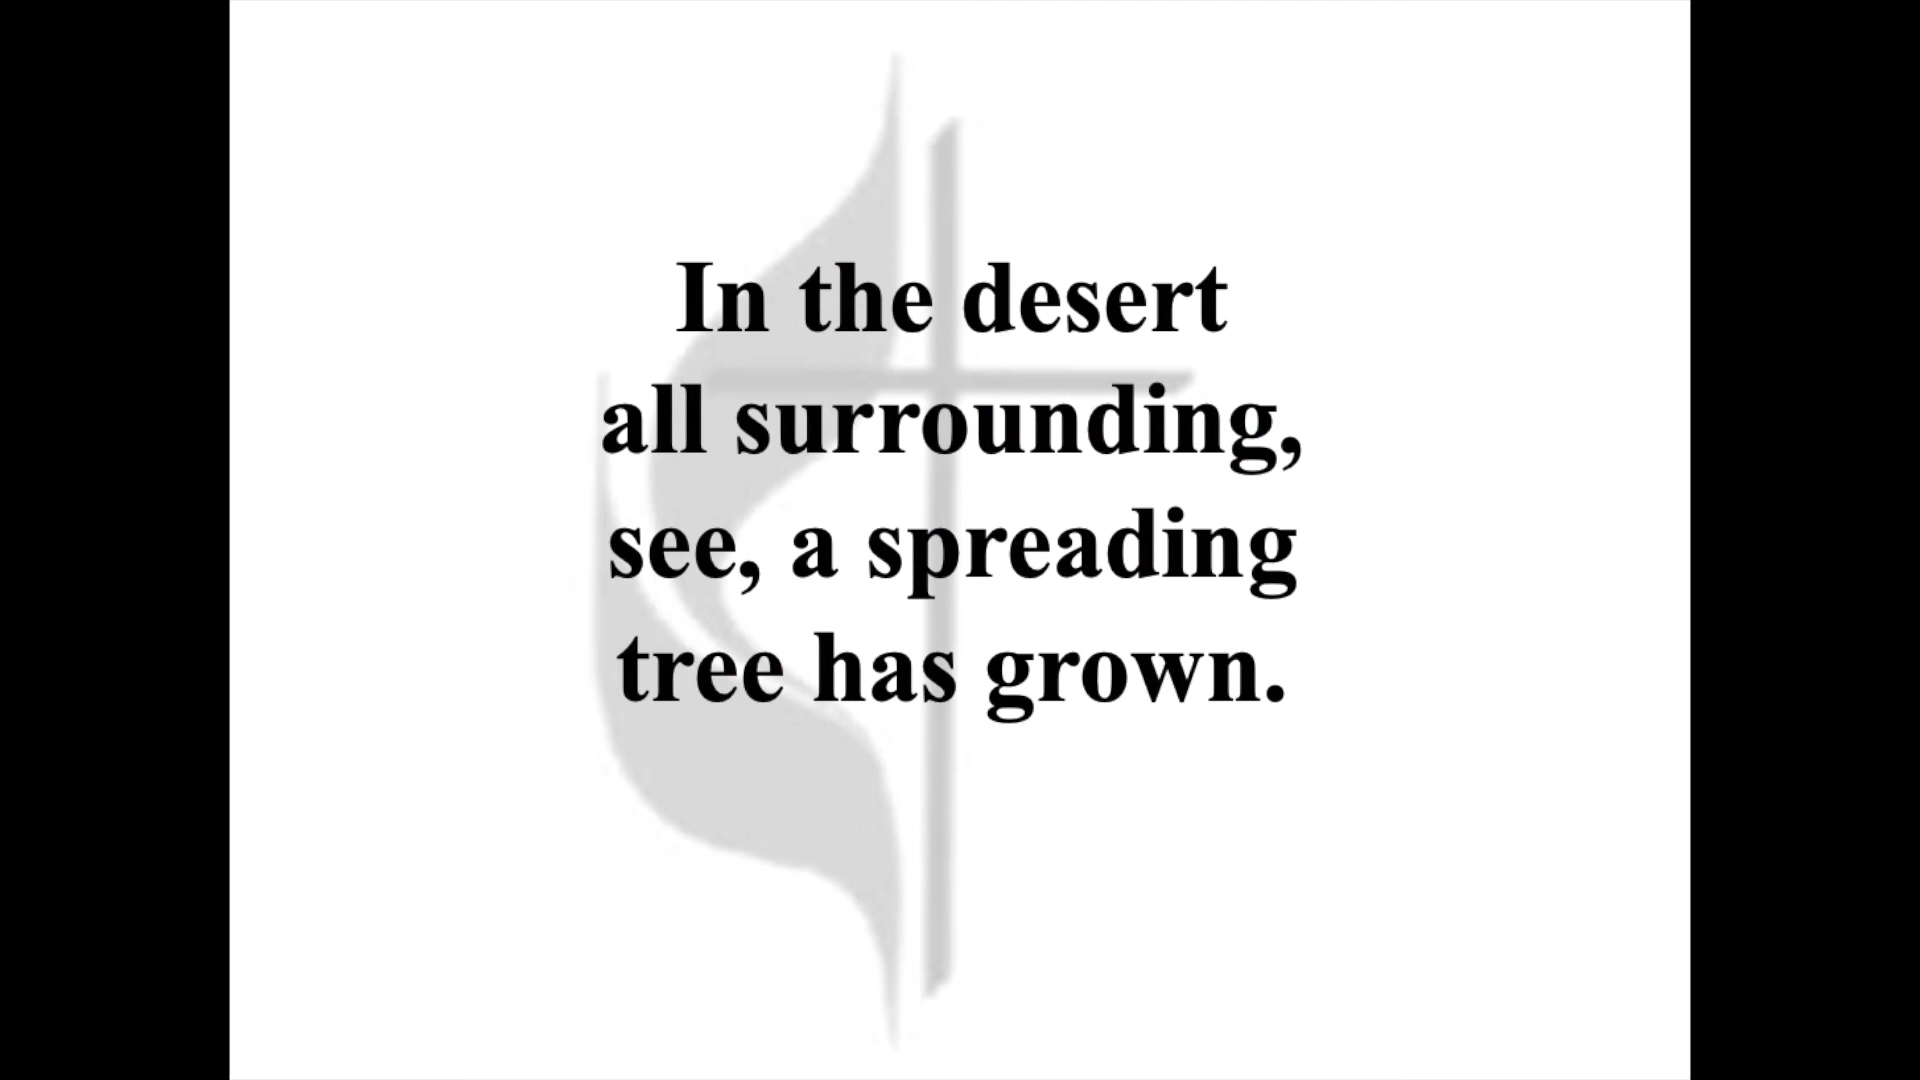 In the desert
all surrounding,
see, a spreading
tree has grown.